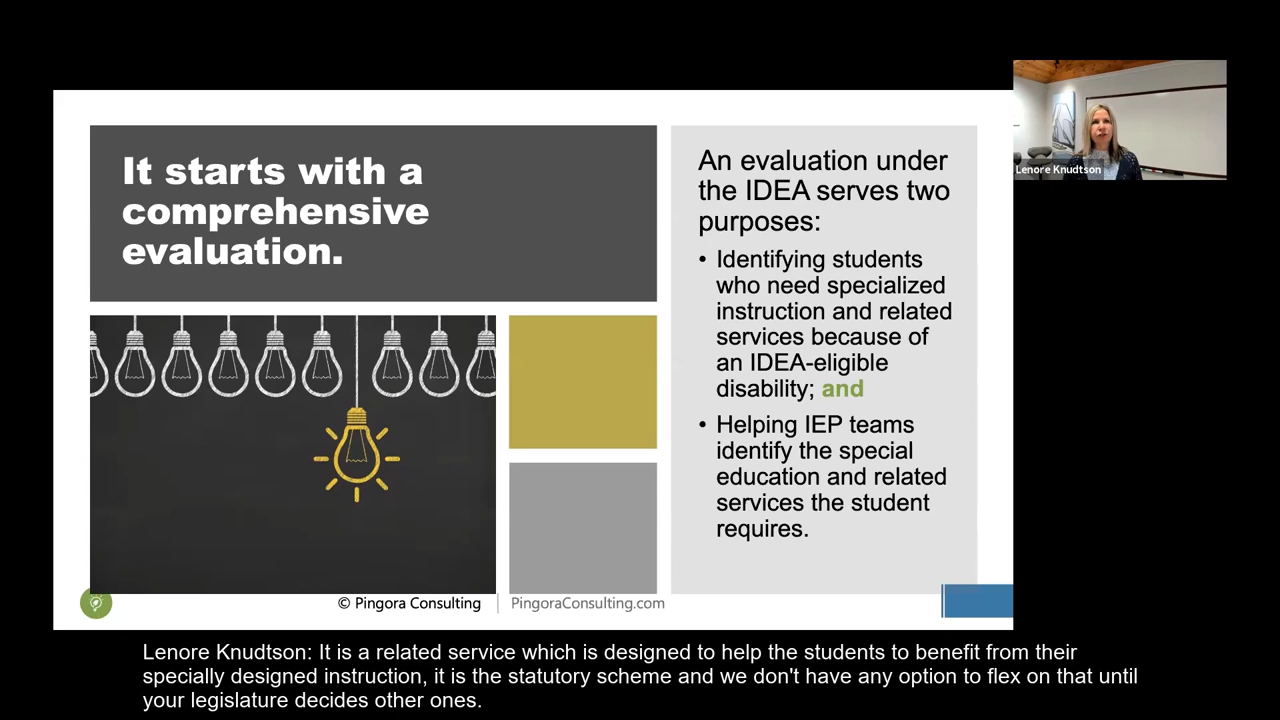 It starts with a
comprehensive
evaluation.
An evaluation under
the IDEA serves two
purposes:
• Identifying students
who need specialized
instruction and related
services because of
an IDEA-eligible
disability; and
• Helping IEP teams
identify the special
education and related
services the student
requires.
© Pingora Consulting
PingoraConsulting.com
Lenore Knudtson
Lenore Knudtson: It is a related service which is designed to help the students to benefit from their
specially designed instruction, it is the statutory scheme and we don't have any option to flex on that until
your legislature decides other ones.